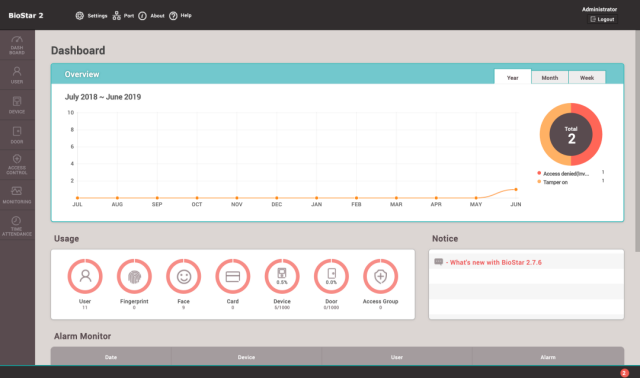 BioStar 2
Settings
Port
About
Help
Administrator
Logout
DASH BOARD
USER
DEVICE
DOOR
ACCESS CONTROL
MONITORING
TIME ATTENDANCE
Dashboard
Overview
Year
Month
Week
July 2018 ~ June 2019
10
8
6
4
2
JUL
AUG
SEP
OCT
NOV
DEC
JAN
FEB
MAR
APR
MAY
JUN
Total
2
Access denied(Inv... 1
Tamper on 1
Usage
User
11
Fingerprint
0
Face
0
Card
0
0.5%
Device
5/1000
0.0%
Door
0/1000
Access Group
0
Notice
- What's new with BioStar 2.7.6
Alarm Monitor
Date
Device
User
Alarm